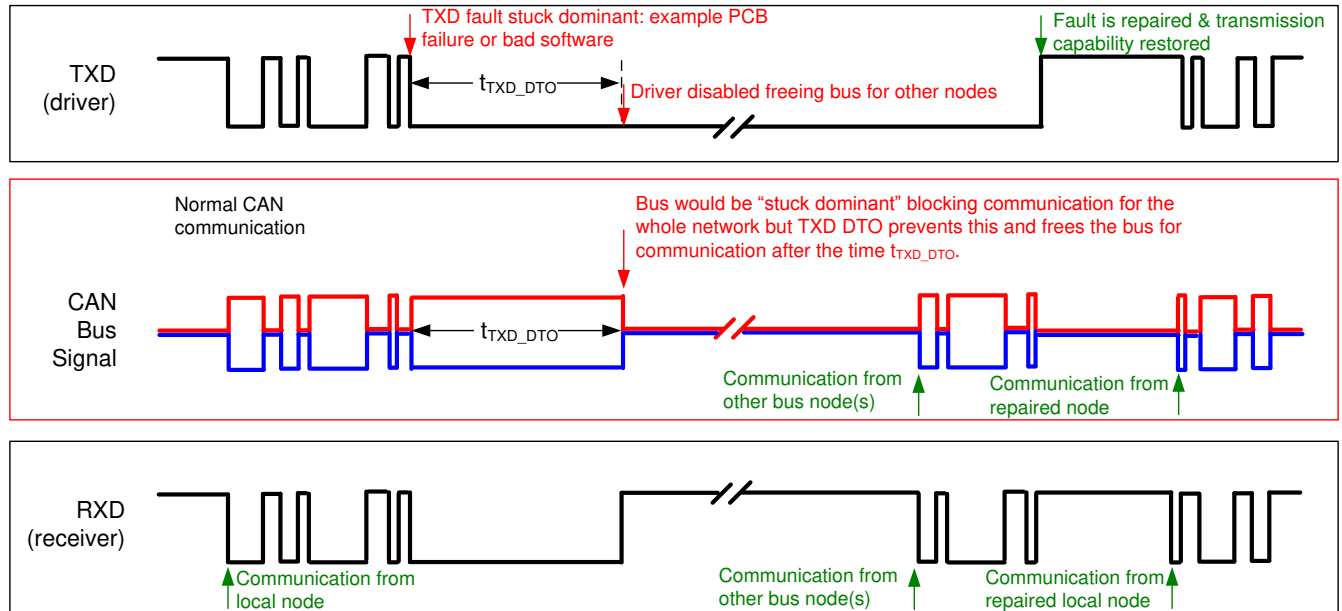 TXD fault stuck dominant: example PCB
failure or bad software
Fault is repaired & transmission
capability restored
TXD
(driver)
tTXD_DTO
Driver disabled freeing bus for other nodes
Normal CAN
communication
Bus would be “stuck dominant” blocking communication for the
whole network but TXD DTO prevents this and frees the bus for
communication after the time tTXD_DTO.
CAN
Bus
Signal
tTXD_DTO
Communication from
other bus node(s)
Communication from
repaired node
RXD
(receiver)
Communication from
local node
Communication from
other bus node(s)
Communication from
repaired local node